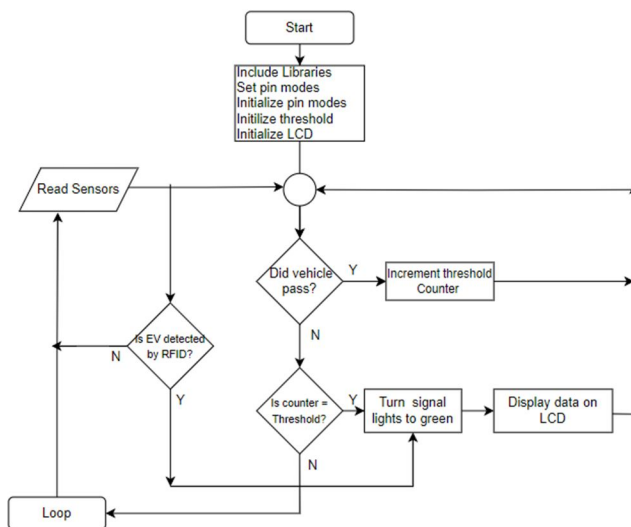 Start
Include Libraries
Set pin modes
Initialize pin modes
Initilize threshold
Initialize LCD
Read Sensors
Did vehicle
pass?
Y
Increment threshold
Counter
N
Is EV detected
by RFID?
N
Y
Is counter =
Threshold?
Y
Turn signal
lights to green
Display data on
LCD
N
Loop